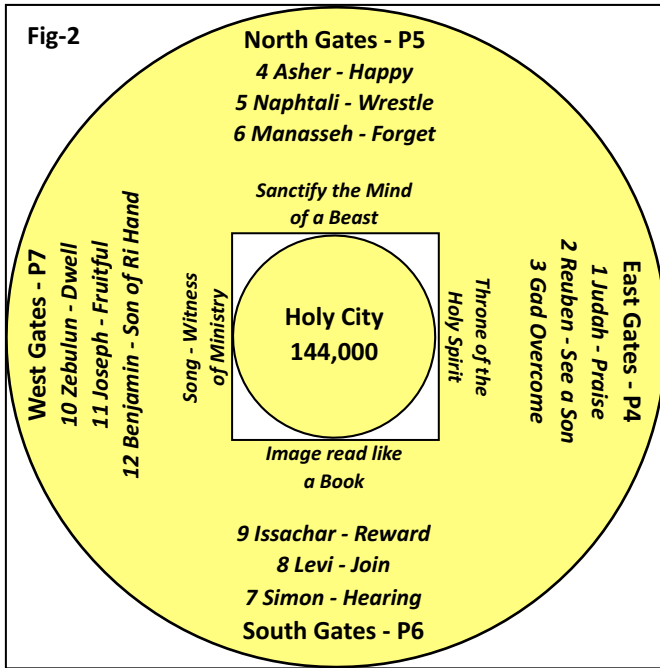 Fig-2
North Gates - P5
4 Asher - Happy
5 Naphtali - Wrestle
6 Manasseh - Forget
Sanctify the Mind
of a Beast
West Gates - P7
10 Zebulun - Dwell
11 Joseph - Fruitful
12 Benjamin - Son of Ri Hand
Song - Witness
of Ministry
Holy City
144,000
Throne of the
Holy Spirit
East Gates - P4
1 Judah - Praise
2 Reuben - See a Son
3 Gad Overcome
Image read like
a Book
9 Issachar - Reward
8 Levi - Join
7 Simon - Hearing
South Gates - P6